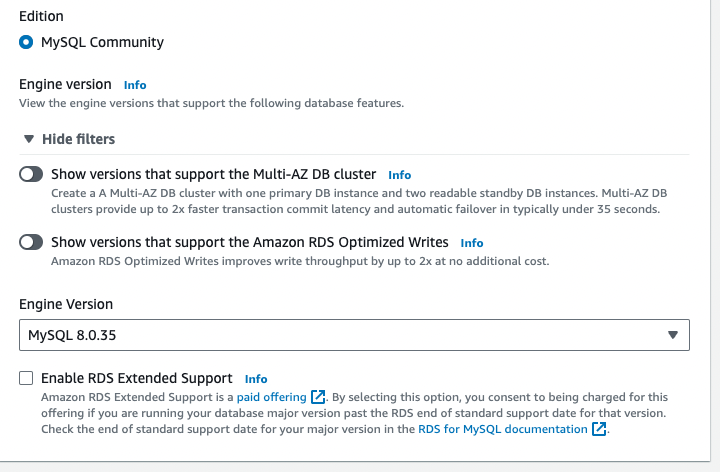 Edition
MySQL Community
Engine version Info
View the engine versions that support the following database features.
Hide filters
Show versions that support the Multi-AZ DB cluster Info
Create a A Multi-AZ DB cluster with one primary DB instance and two readable standby DB instances. Multi-AZ DB
clusters provide up to 2x faster transaction commit latency and automatic failover in typically under 35 seconds.
Show versions that support the Amazon RDS Optimized Writes Info
Amazon RDS Optimized Writes improves write throughput by up to 2x at no additional cost.
Engine Version
MySQL 8.0.35
Enable RDS Extended Support Info
Amazon RDS Extended Support is a paid offering. By selecting this option, you consent to being charged for this
offering if you are running your database major version past the RDS end of standard support date for that version.
Check the end of standard support date for your major version in the RDS for MySQL documentation.